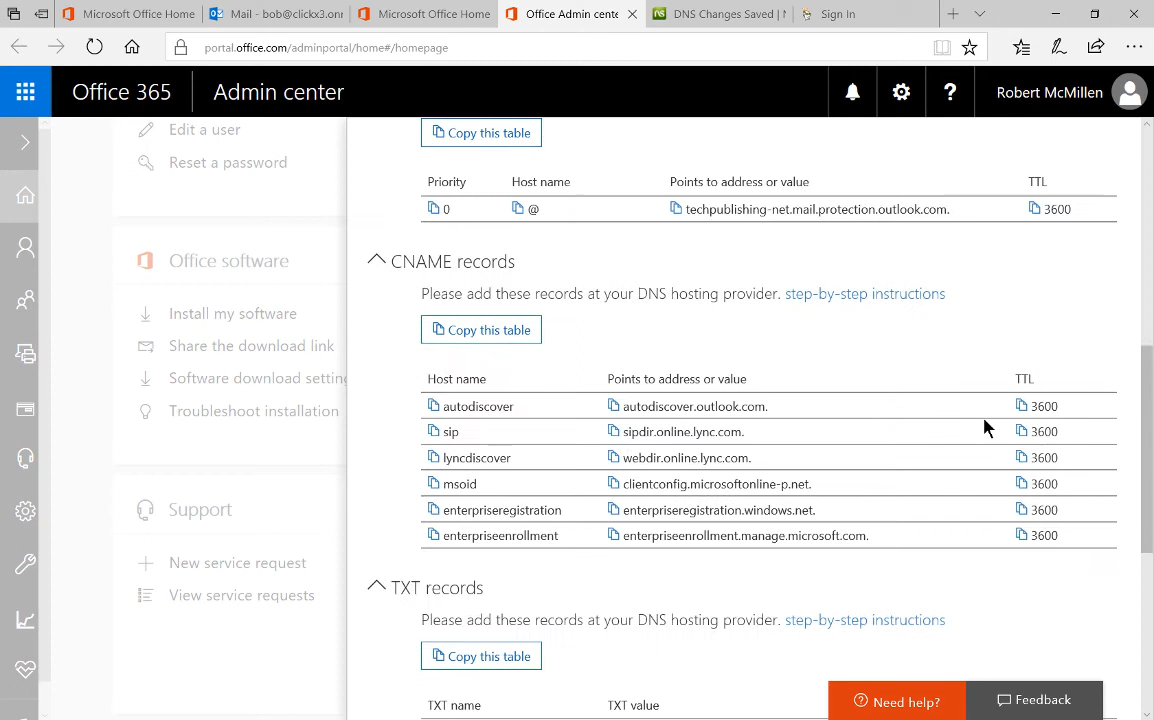 Microsoft Office Home
Mail - bob@clickx3.onr
Microsoft Office Home
Office Admin cente
DNS Changes Saved | N
Sign In
portal.office.com/adminportal/home#/homepage
Office 365
Admin center
Robert McMillen
Edit a user
Reset a password
Office software
Install my software
Share the download link
Software download setting
Troubleshoot installation
Support
New service request
View service requests
Copy this table
Priority Host name Points to address or value TTL
0 @ techpublishing-net.mail.protection.outlook.com. 3600
CNAME records
Please add these records at your DNS hosting provider. step-by-step instructions
Copy this table
Host name Points to address or value TTL
autodiscover autodiscover.outlook.com. 3600
sip sipdir.online.lync.com. 3600
lyncdiscover webdir.online.lync.com. 3600
msoid clientconfig.microsoftonline-p.net. 3600
enterpriseregistration enterpriseregistration.windows.net. 3600
enterpriseenrollment enterpriseenrollment.manage.microsoft.com. 3600
TXT records
Please add these records at your DNS hosting provider. step-by-step instructions
Copy this table
TXT name TXT value
Need help?
Feedback